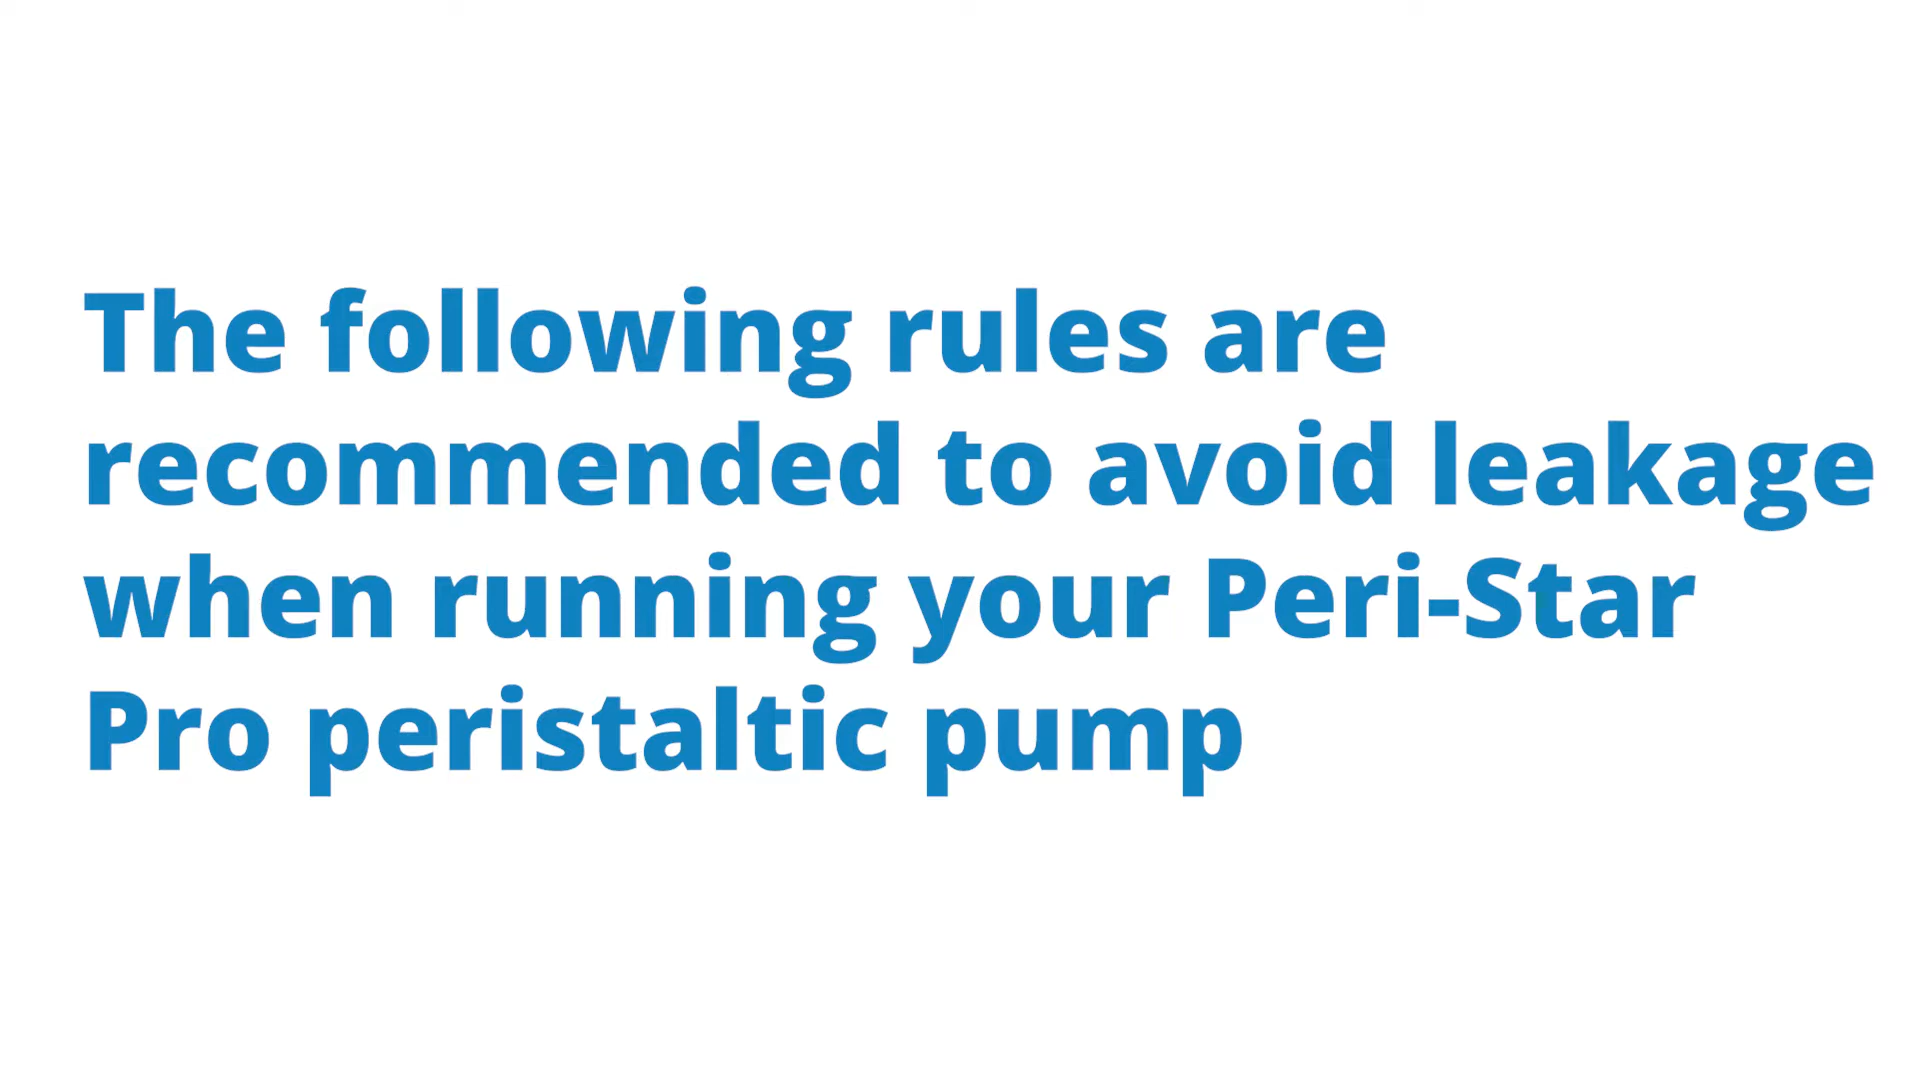 The following rules are
recommended to avoid leakage
when running your Peri-Star
Pro peristaltic pump